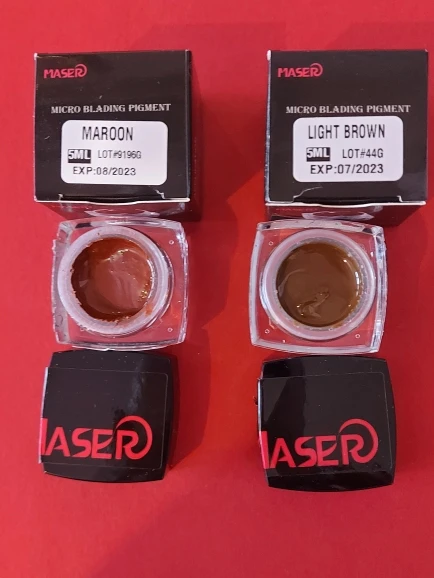 MASER
MICRO BLADING PIGMENT
MAROON
5ML LOT#9196G
EXP:08/2023
MASER
MICRO BLADING PIGMENT
LIGHT BROWN
5ML LOT#44G
EXP:07/2023
MASER
MASER